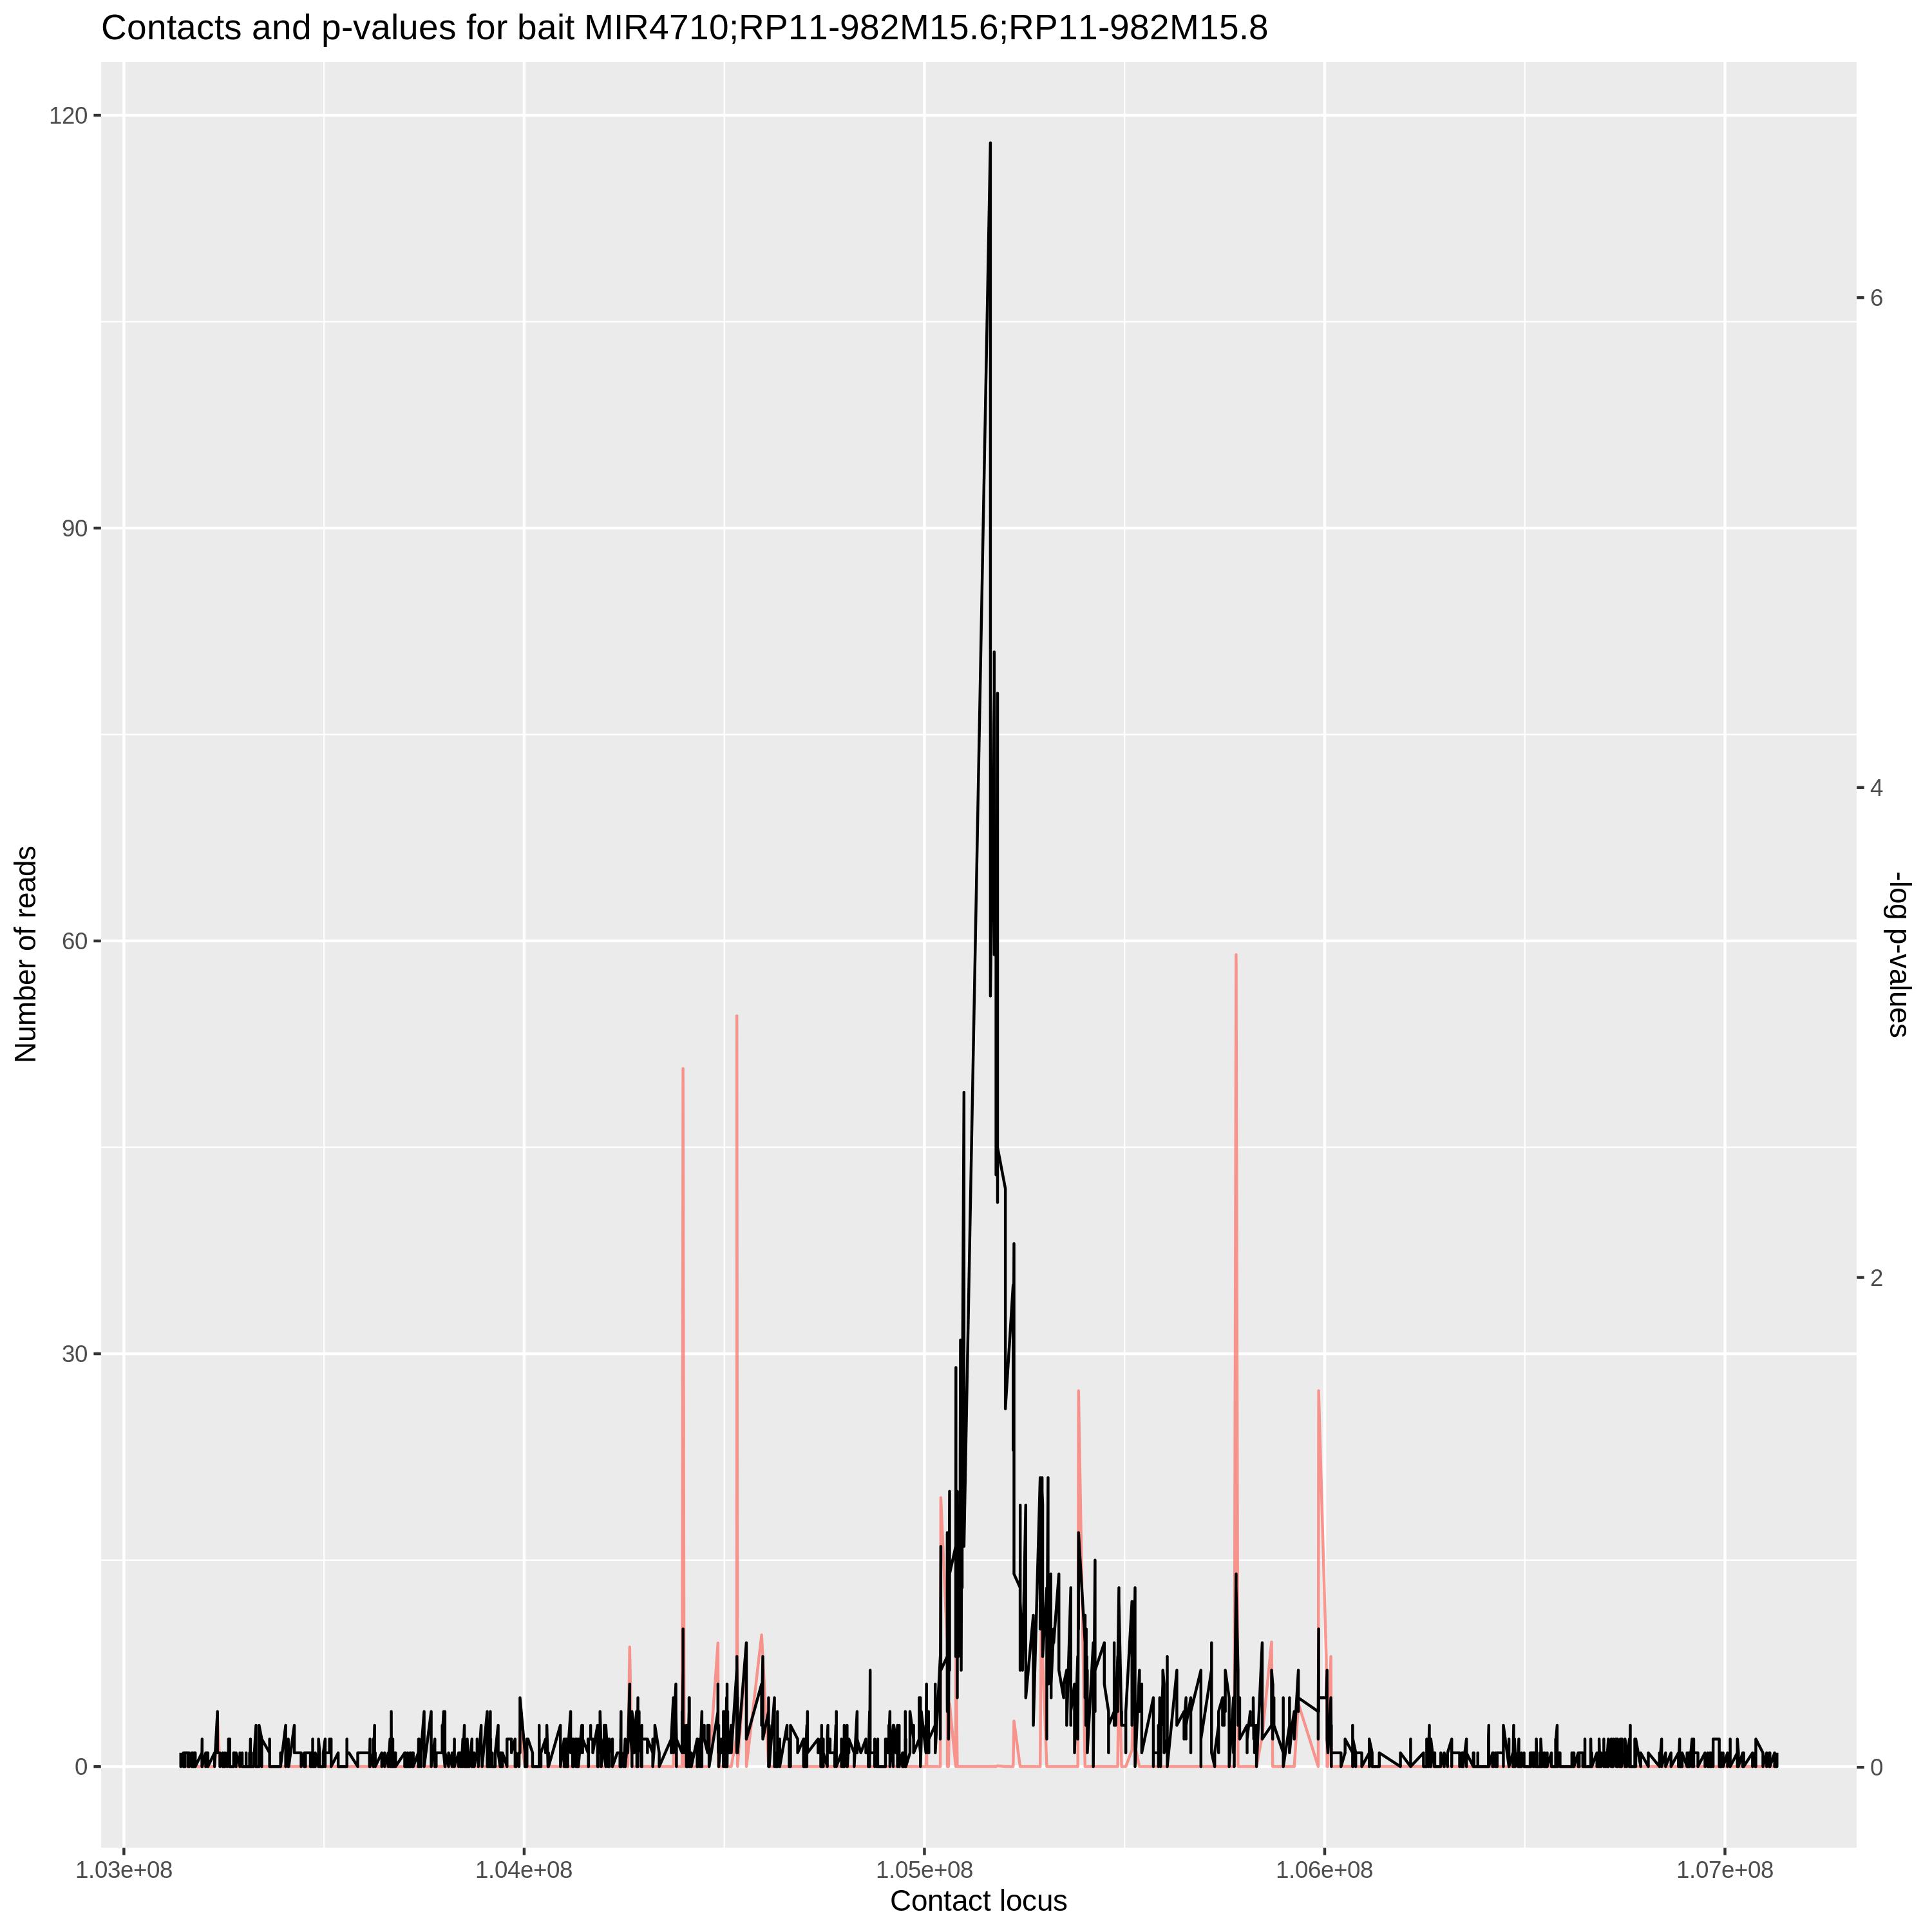 Contacts and p-values for bait MIR4710;RP11-982M15.6;RP11-982M15.8
120
90
60
30
0
Number of reads
6
4
2
0
-log p-values
1.03e+08
1.04e+08
1.05e+08
1.06e+08
1.07e+08
Contact locus